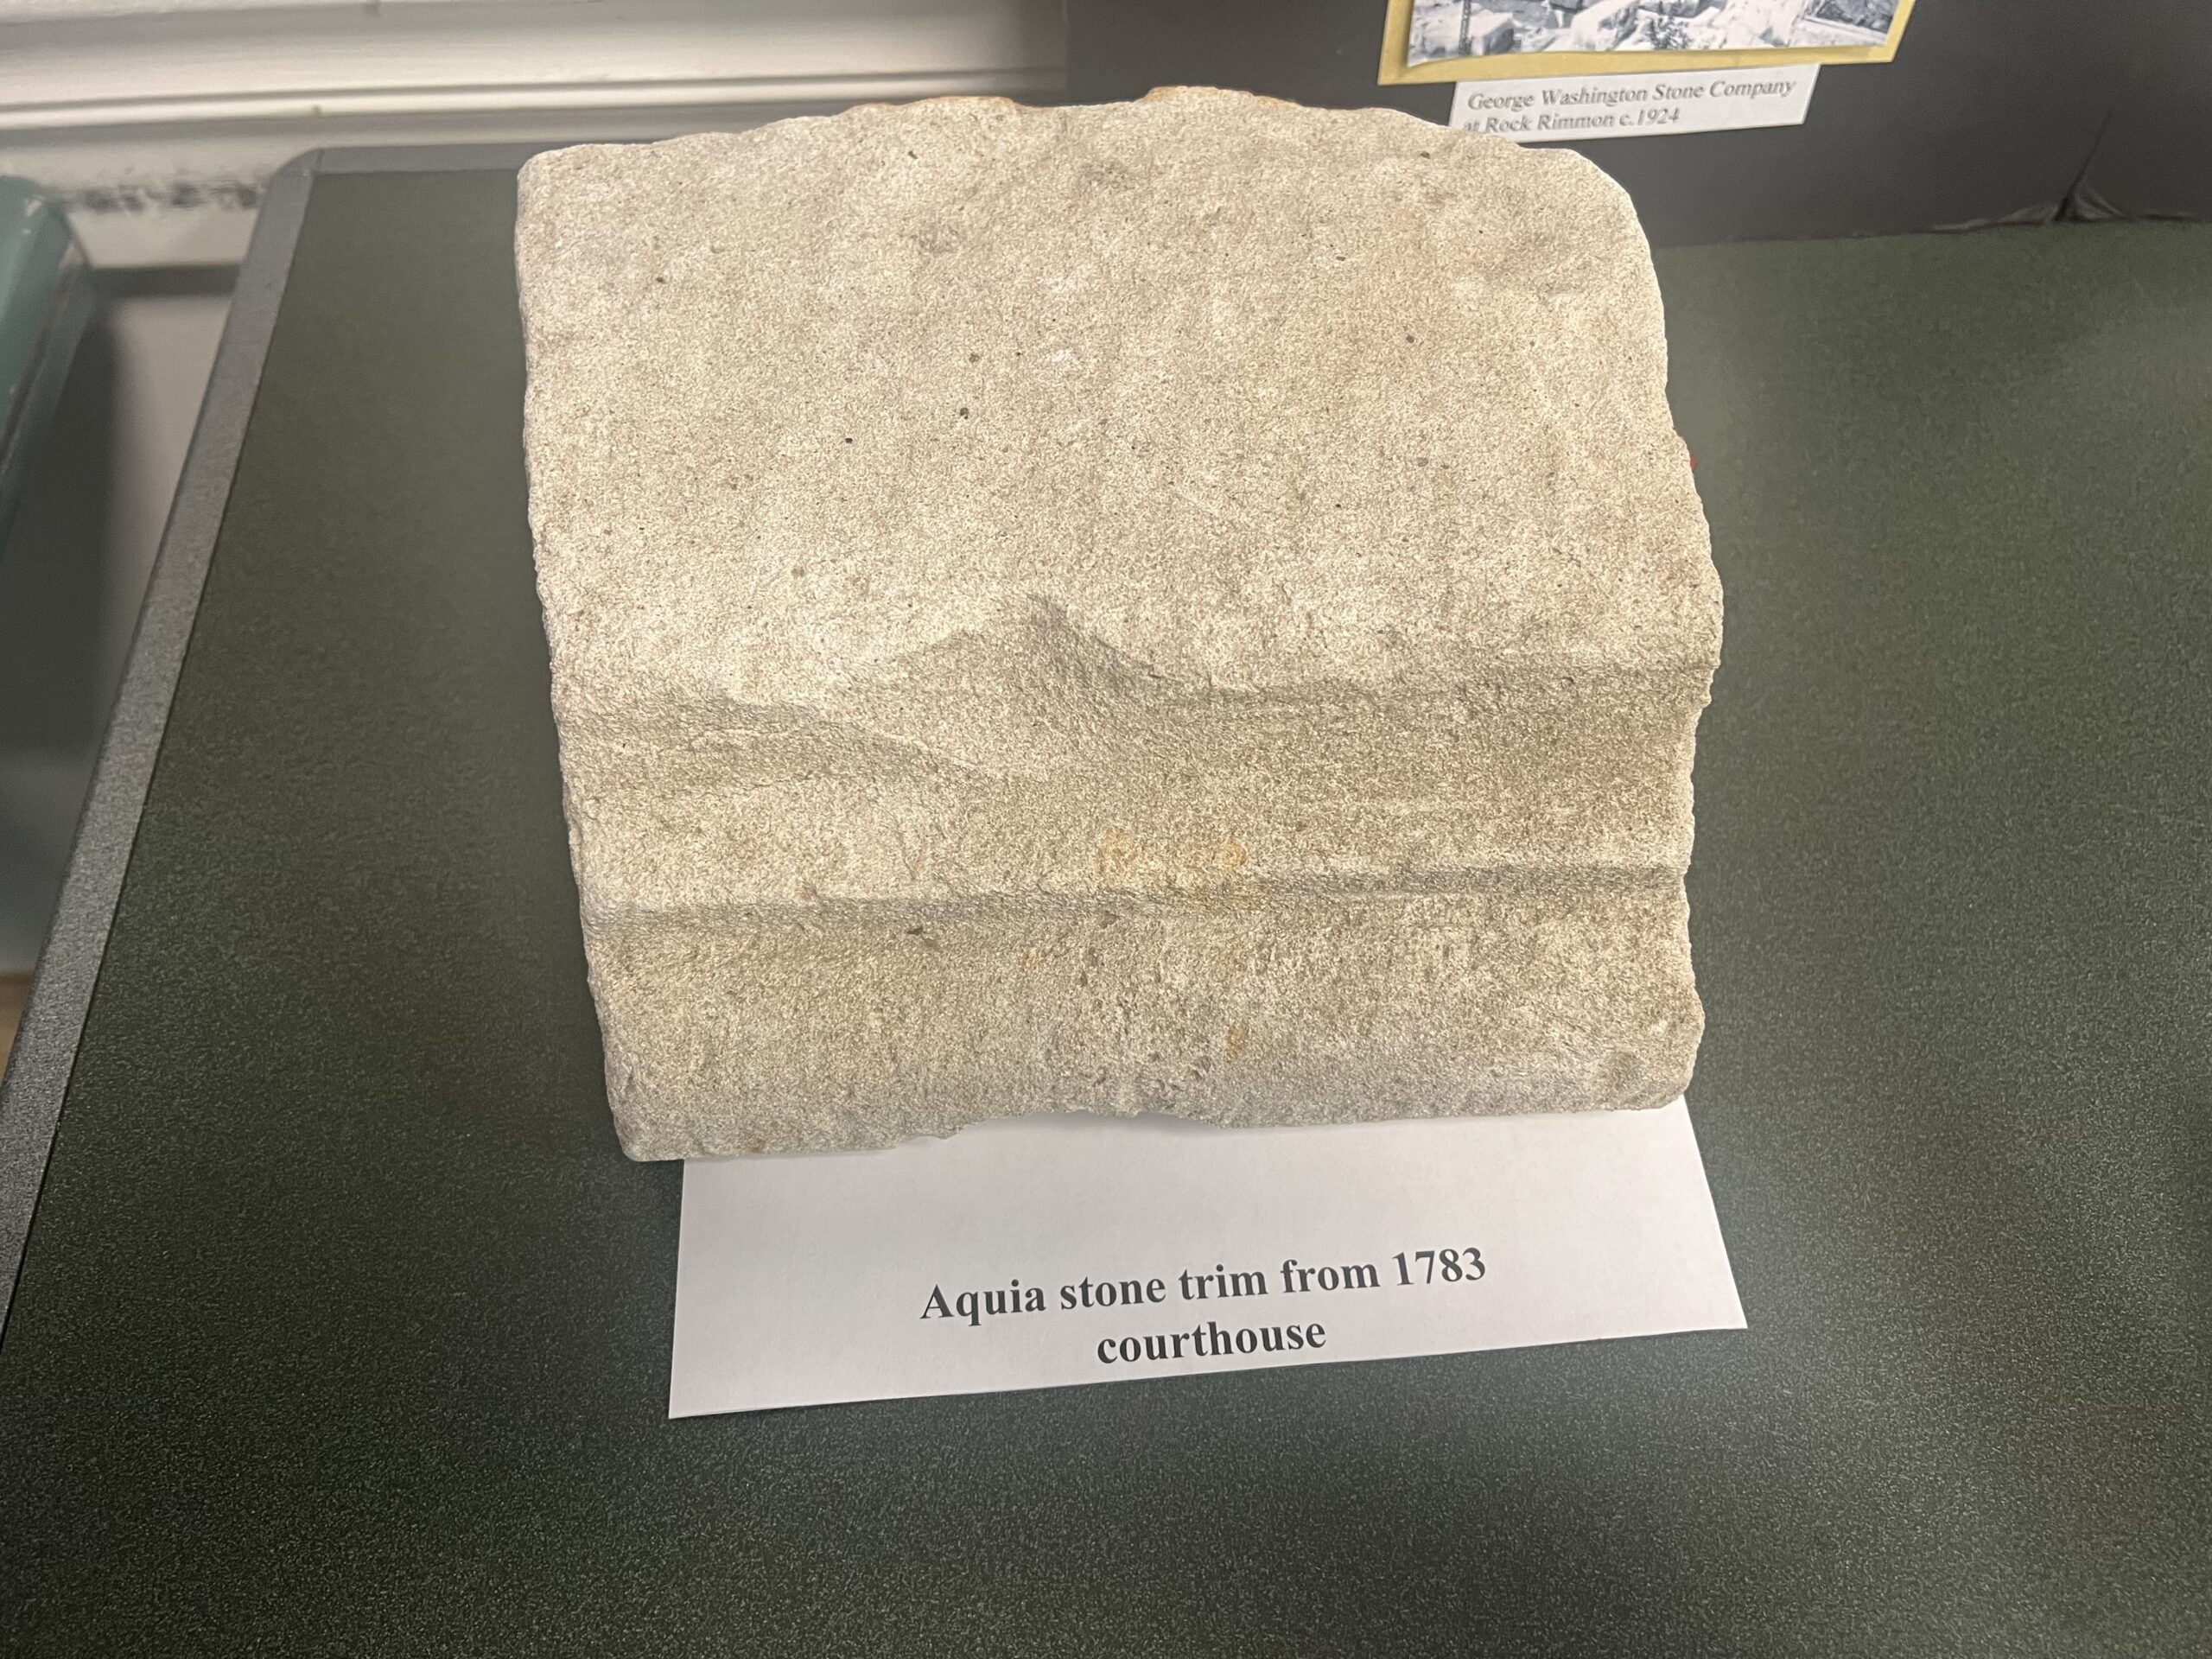 George Washington Stone Company
at Rock Rimmon c.1924
Aquia stone trim from 1783
courthouse